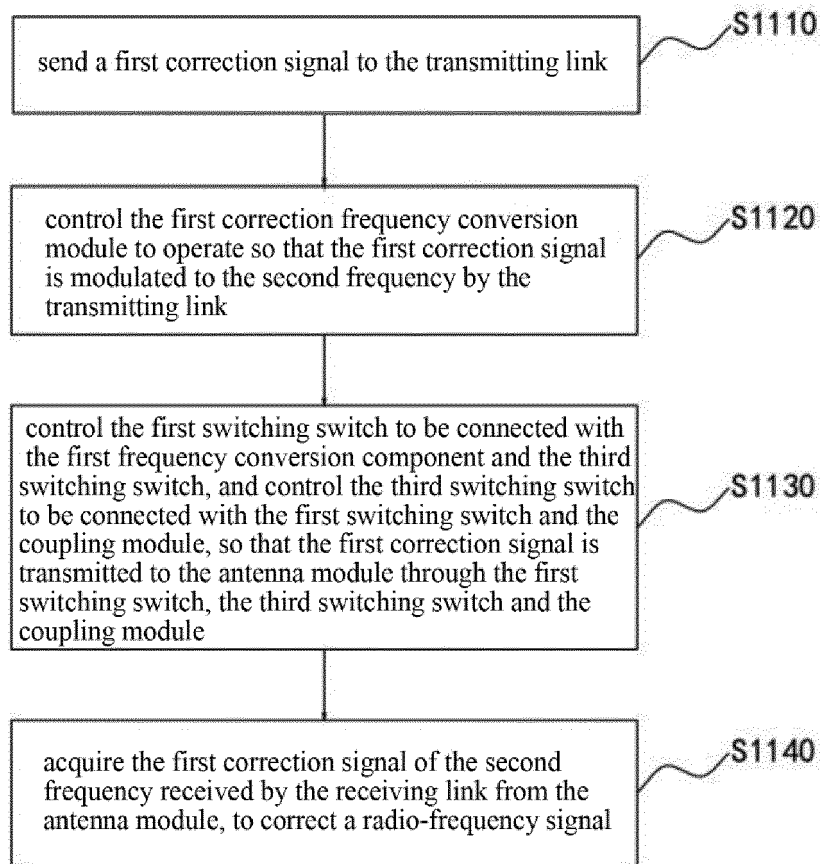 S1110
send a first correction signal to the transmitting link
S1120
control the first correction frequency conversion
module to operate so that the first correction signal
is modulated to the second frequency by the
transmitting link
control the first switching switch to be connected with
the first frequency conversion component and the third
switching switch, and control the third switching switch
S1130
to be connected with the first switching switch and the
coupling module, so that the first correction signal is
transmitted to the antenna module through the first
switching switch, the third switching switch and the
coupling module
S1140
acquire the first correction signal of the second
frequency received by the receiving link from the
antenna module, to correct a radio-frequency signal